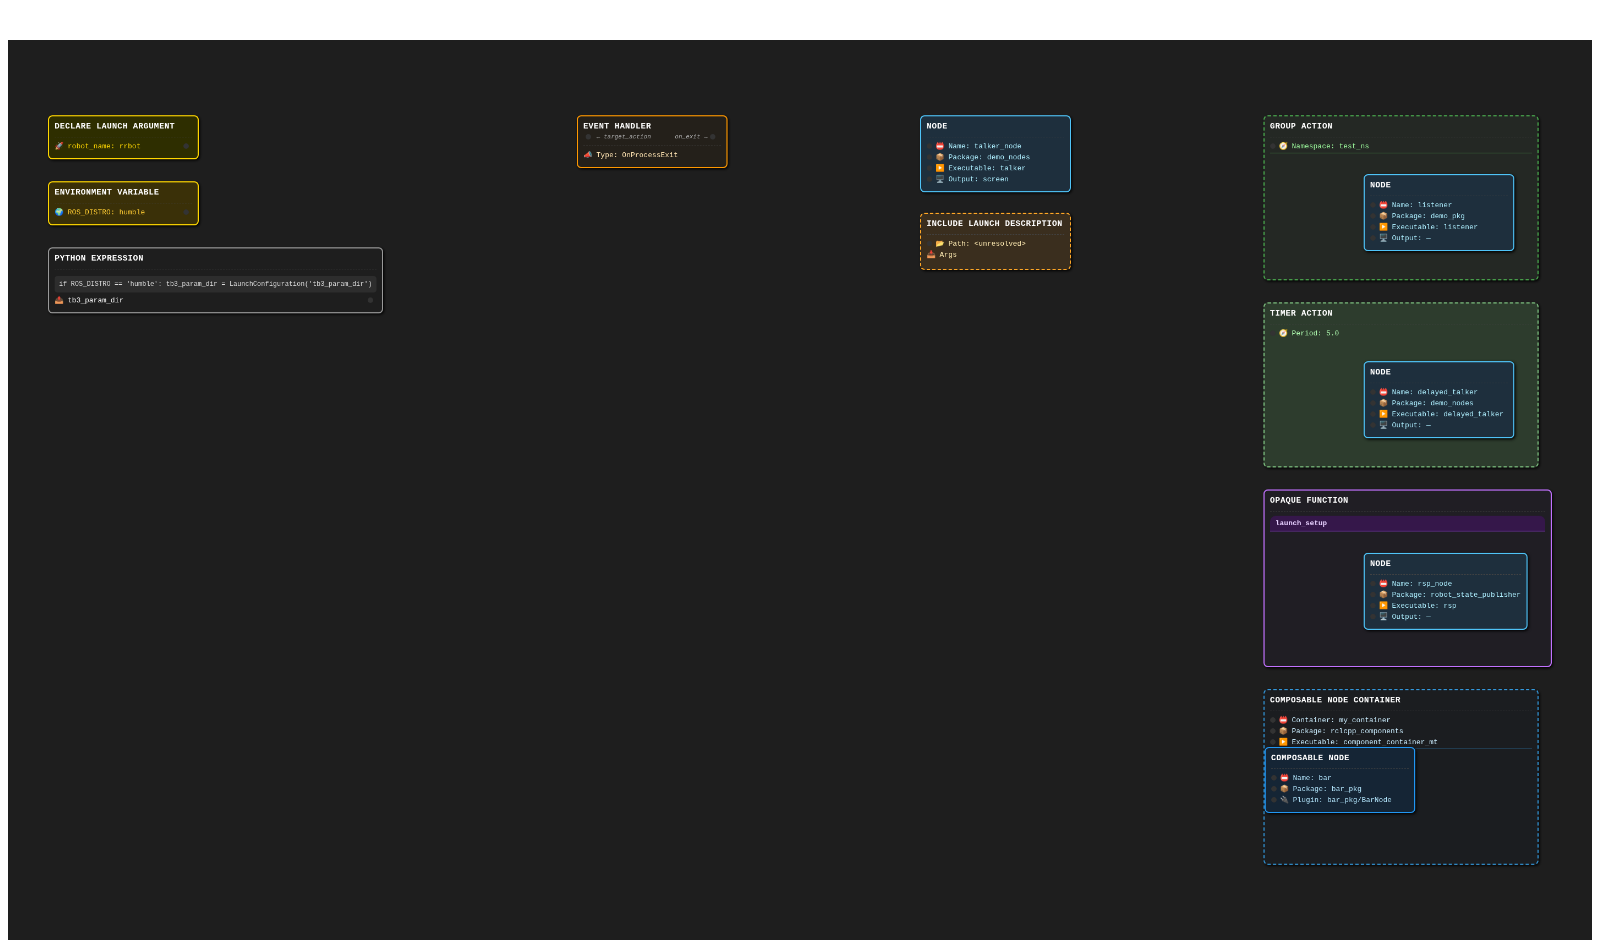 DECLARE LAUNCH ARGUMENT
🚀 robot_name: rrbot
ENVIRONMENT VARIABLE
🌍 ROS_DISTRO: humble
PYTHON EXPRESSION
if ROS_DISTRO == 'humble': tb3_param_dir = LaunchConfiguration('tb3_param_dir')
📤 tb3_param_dir
EVENT HANDLER
← target_action on_exit →
📣 Type: OnProcessExit
NODE
📛 Name: talker_node
📦 Package: demo_nodes
▶️ Executable: talker
🖥️ Output: screen
INCLUDE LAUNCH DESCRIPTION
📂 Path: <unresolved>
📥 Args
GROUP ACTION
🧭 Namespace: test_ns
NODE
📛 Name: listener
📦 Package: demo_pkg
▶️ Executable: listener
🖥️ Output: —
TIMER ACTION
🧭 Period: 5.0
NODE
📛 Name: delayed_talker
📦 Package: demo_nodes
▶️ Executable: delayed_talker
🖥️ Output: —
OPAQUE FUNCTION
launch_setup
NODE
📛 Name: rsp_node
📦 Package: robot_state_publisher
▶️ Executable: rsp
🖥️ Output: —
COMPOSABLE NODE CONTAINER
📛 Container: my_container
📦 Package: rclcpp_components
▶️ Executable: component_container_mt
COMPOSABLE NODE
📛 Name: bar
📦 Package: bar_pkg
🔌 Plugin: bar_pkg/BarNode